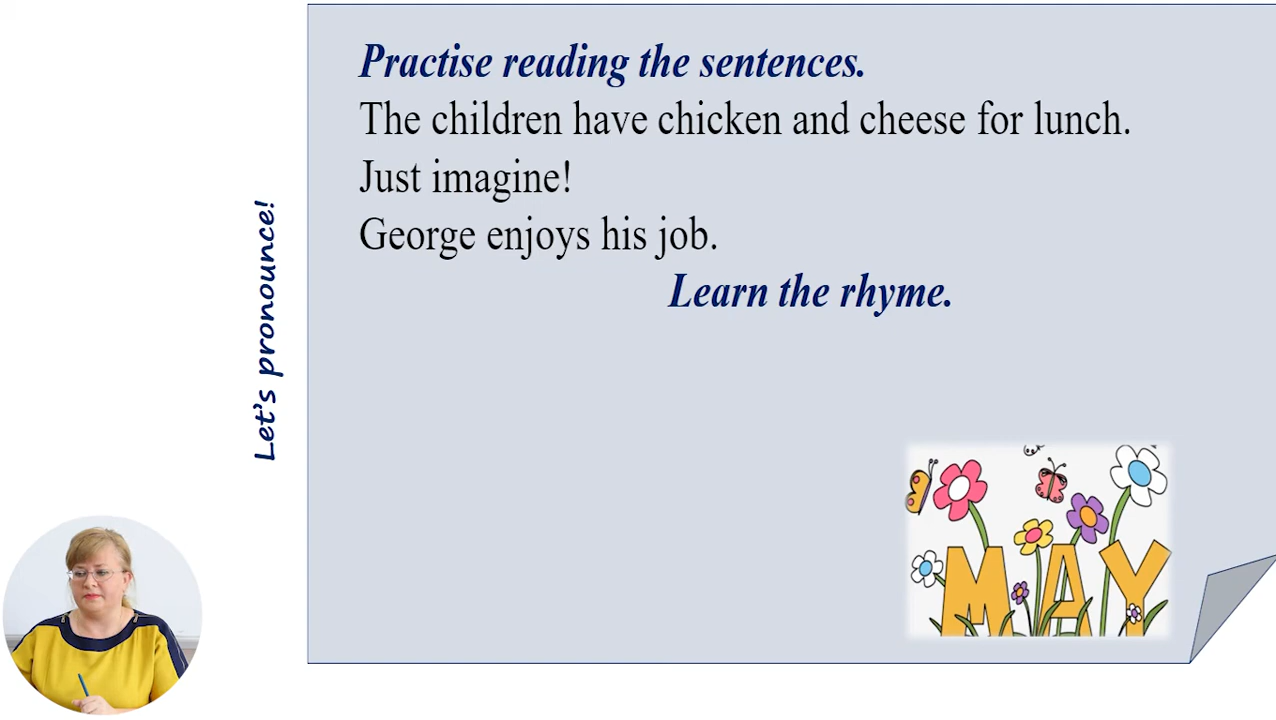 Let's pronounce!
Practise reading the sentences.
The children have chicken and cheese for lunch.
Just imagine!
George enjoys his job.
Learn the rhyme.
MAY